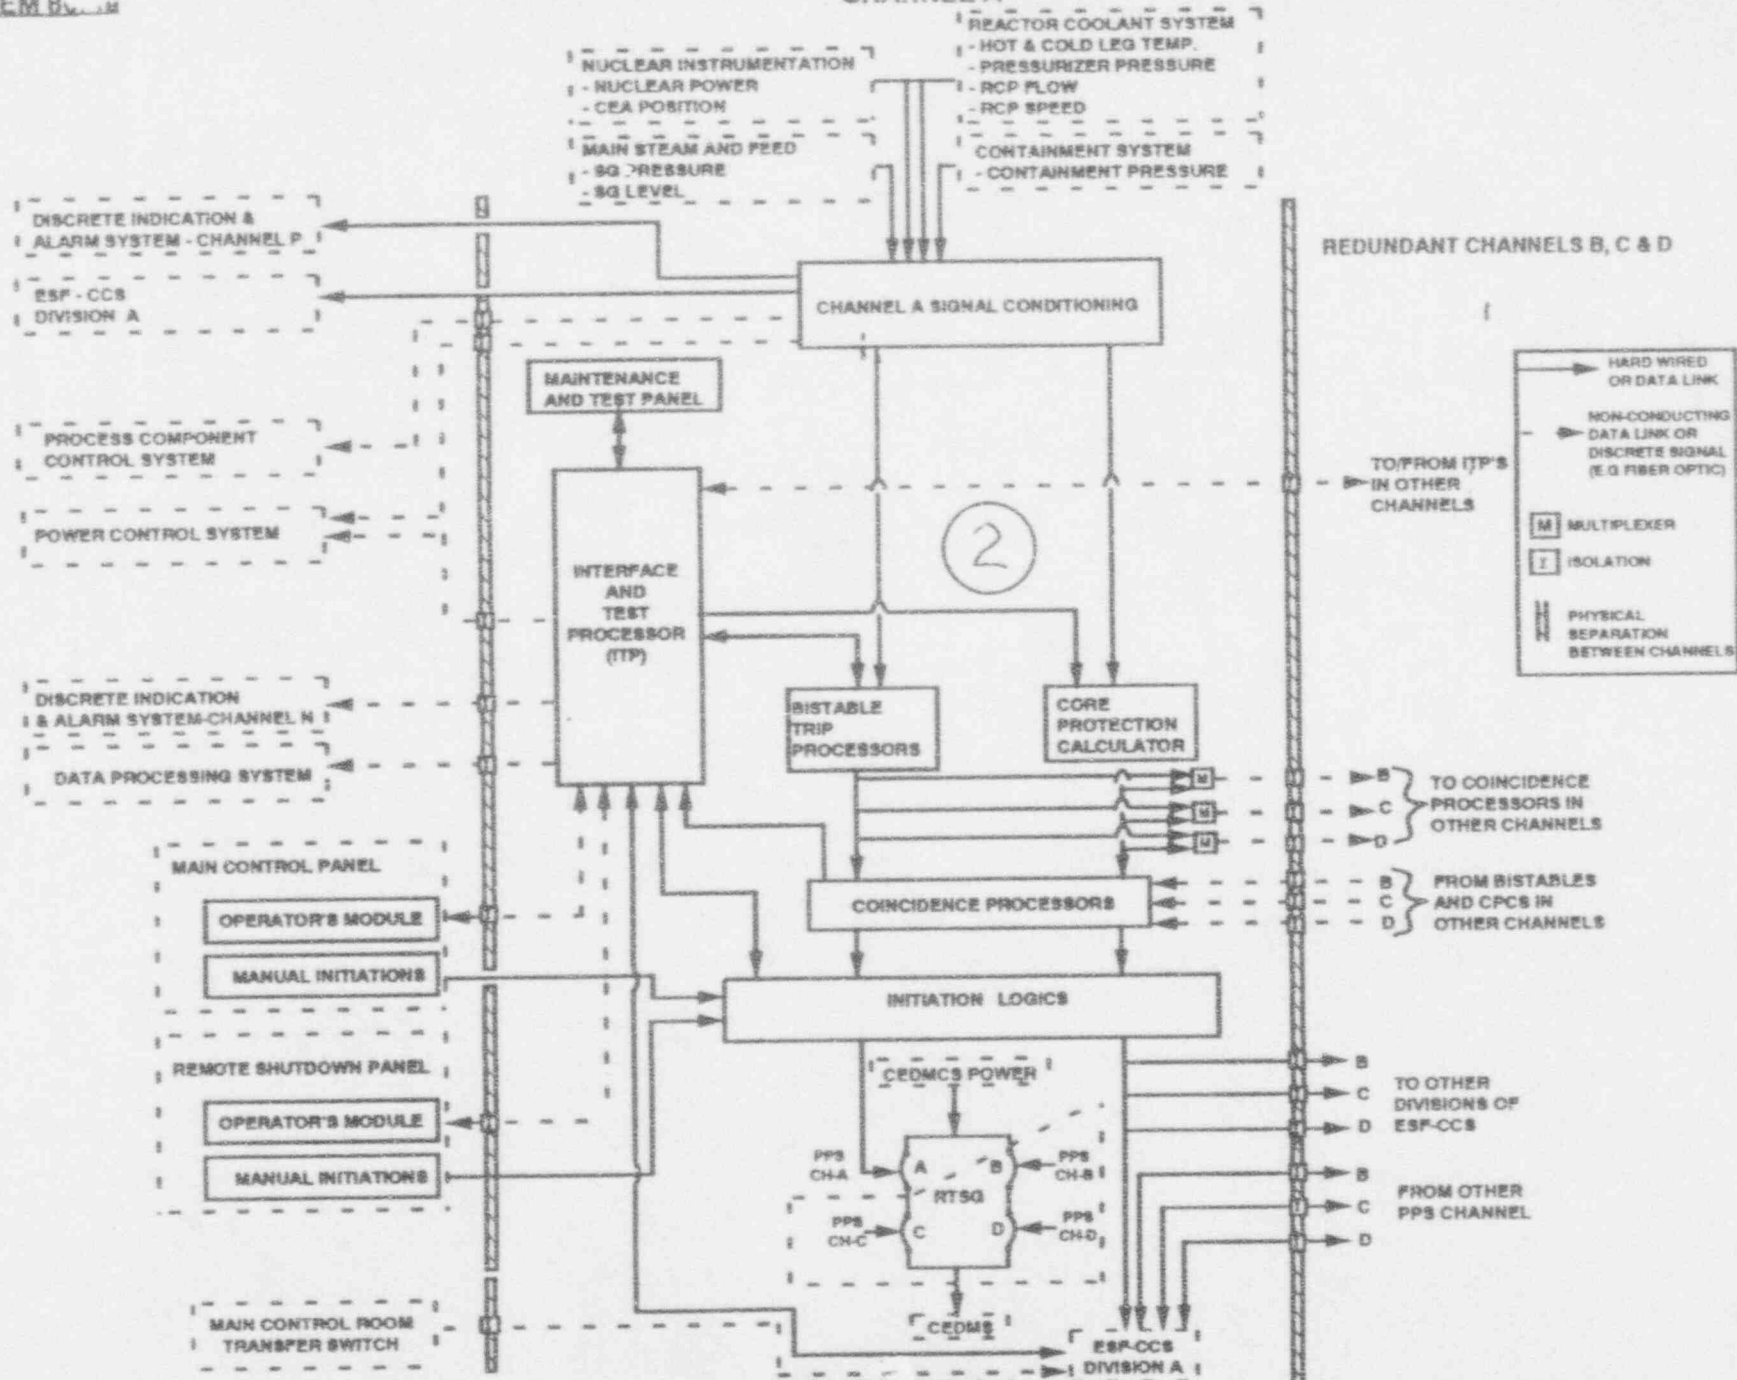 REACTOR COOLANT SYSTEM
- HOT & COLD LEG TEMP.
- PRESSURIZER PRESSURE
- RCP FLOW
- RCP SPEED
NUCLEAR INSTRUMENTATION
- NUCLEAR POWER
- CEA POSITION
MAIN STEAM AND FEED
- SG PRESSURE
- SG LEVEL
CONTAINMENT SYSTEM
- CONTAINMENT PRESSURE
DISCRETE INDICATION &
ALARM SYSTEM - CHANNEL P
ESF - CCS
DIVISION A
CHANNEL A SIGNAL CONDITIONING
REDUNDANT CHANNELS B, C & D
HARD WIRED
OR DATA LINK
NON-CONDUCTING
DATA LINK OR
DISCRETE SIGNAL
(E.G FIBER OPTIC)
M MULTIPLEXER
I ISOLATION
PHYSICAL
SEPARATION
BETWEEN CHANNELS
MAINTENANCE
AND TEST PANEL
PROCESS COMPONENT
CONTROL SYSTEM
TO/FROM ITP'S
IN OTHER
CHANNELS
POWER CONTROL SYSTEM
2
INTERFACE
AND
TEST
PROCESSOR
(ITP)
DISCRETE INDICATION
& ALARM SYSTEM-CHANNEL N
DATA PROCESSING SYSTEM
BISTABLE
TRIP
PROCESSORS
CORE
PROTECTION
CALCULATOR
M
M
M
B
C
D
TO COINCIDENCE
PROCESSORS IN
OTHER CHANNELS
B
C
D
FROM BISTABLES
AND CPCS IN
OTHER CHANNELS
MAIN CONTROL PANEL
OPERATOR'S MODULE
MANUAL INITIATIONS
COINCIDENCE PROCESSORS
INITIATION LOGICS
REMOTE SHUTDOWN PANEL
OPERATOR'S MODULE
MANUAL INITIATIONS
CEDMCS POWER
PPS
CH-A
A
B
PPS
CH-B
RTSG
PPS
CH-C
C
D
PPS
CH-D
B
C
D
TO OTHER
DIVISIONS OF
ESF-CCS
B
C
D
FROM OTHER
PPS CHANNEL
MAIN CONTROL ROOM
TRANSFER SWITCH
CEDMS
ESF-CCS
DIVISION A